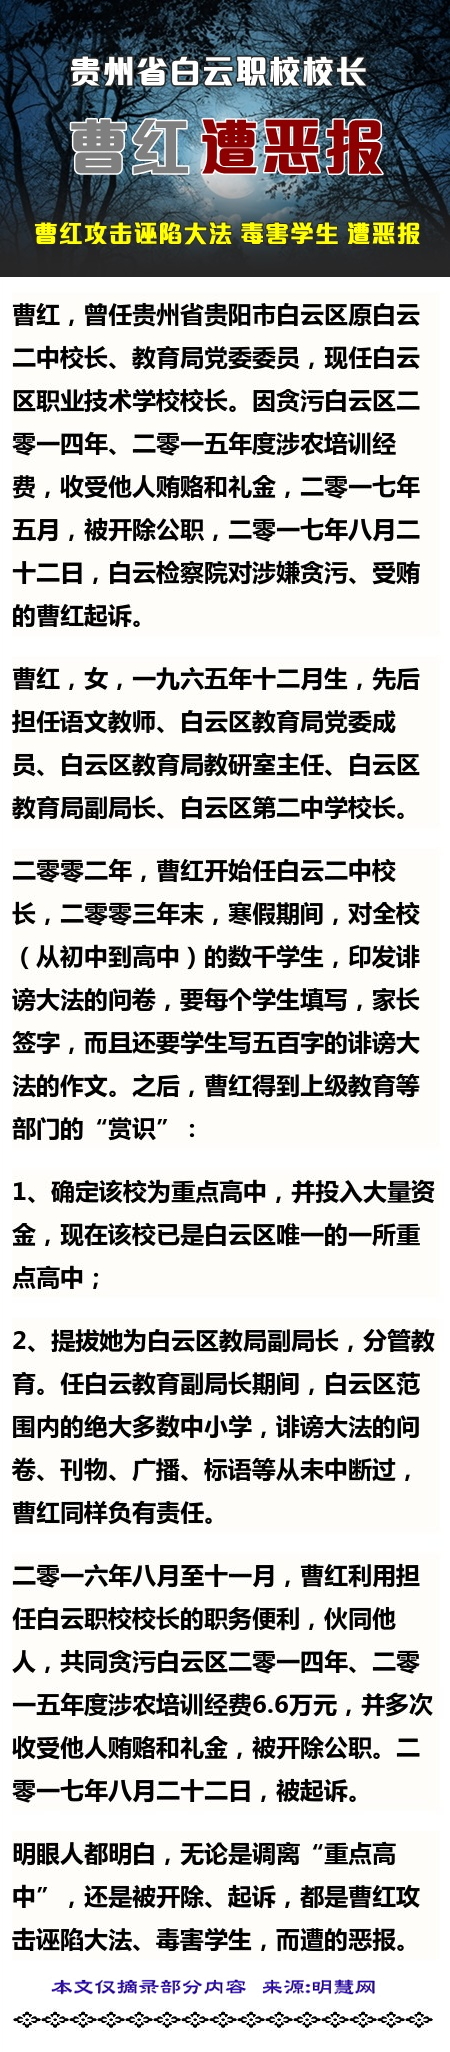 贵州省白云职校校长
曹红遭恶报
曹红攻击诬陷大法 毒害学生 遭恶报
曹红，曾任贵州省贵阳市白云区原白云
二中校长、教育局党委委员，现任白云
区职业技术学校校长。因贪污白云区二
零一四年、二零一五年度涉农培训经
费，收受他人贿赂和礼金，二零一七年
五月，被开除公职，二零一七年八月二
十二日，白云检察院对涉嫌贪污、受贿
的曹红起诉。
曹红，女，一九六五年十二月生，先后
担任语文教师、白云区教育局党委成
员、白云区教育局教研室主任、白云区
教育局副局长、白云区第二中学校长。
二零零二年，曹红开始任白云二中校
长，二零零三年末，寒假期间，对全校
（从初中到高中）的数千学生，印发诽
谤大法的问卷，要每个学生填写，家长
签字，而且还要学生写五百字的诽谤大
法的作文。之后，曹红得到上级教育等
部门的“赏识”：
1、确定该校为重点高中，并投入大量资
金，现在该校已是白云区唯一的一所重
点高中；
2、提拔她为白云区教局副局长，分管教
育。任白云教育副局长期间，白云区范
围内的绝大多数中小学，诽谤大法的问
卷、刊物、广播、标语等从未中断过，
曹红同样负有责任。
二零一六年八月至十一月，曹红利用担
任白云职校校长的职务便利，伙同他
人，共同贪污白云区二零一四年、二零
一五年度涉农培训经费6.6万元，并多次
收受他人贿赂和礼金，被开除公职。二
零一七年八月二十二日，被起诉。
明眼人都明白，无论是调离“重点高
中”，还是被开除、起诉，都是曹红攻
击诬陷大法、毒害学生，而遭的恶报。
本文仅摘录部分内容 来源:明慧网